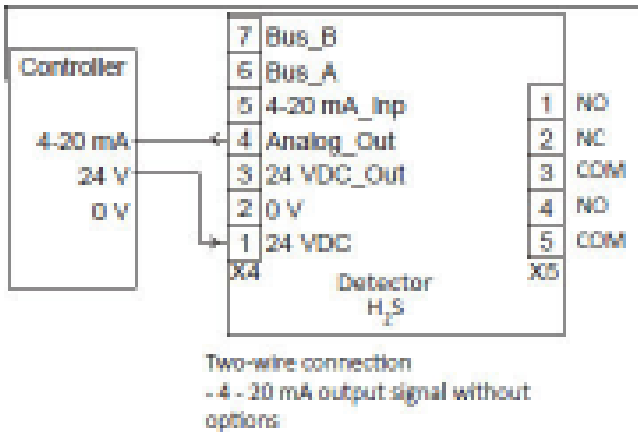 Controller
4-20 mA
24 V
0 V
7 Bus_B
6 Bus_A
5 4-20 mA_Inp
4 Analog_Out
3 24 VDC_Out
2 0 V
1 24 VDC
X4
Detector
H2S
1 NO
2 NC
3 COM
4 NO
5 COM
X5
Two-wire connection
- 4 - 20 mA output signal without
options